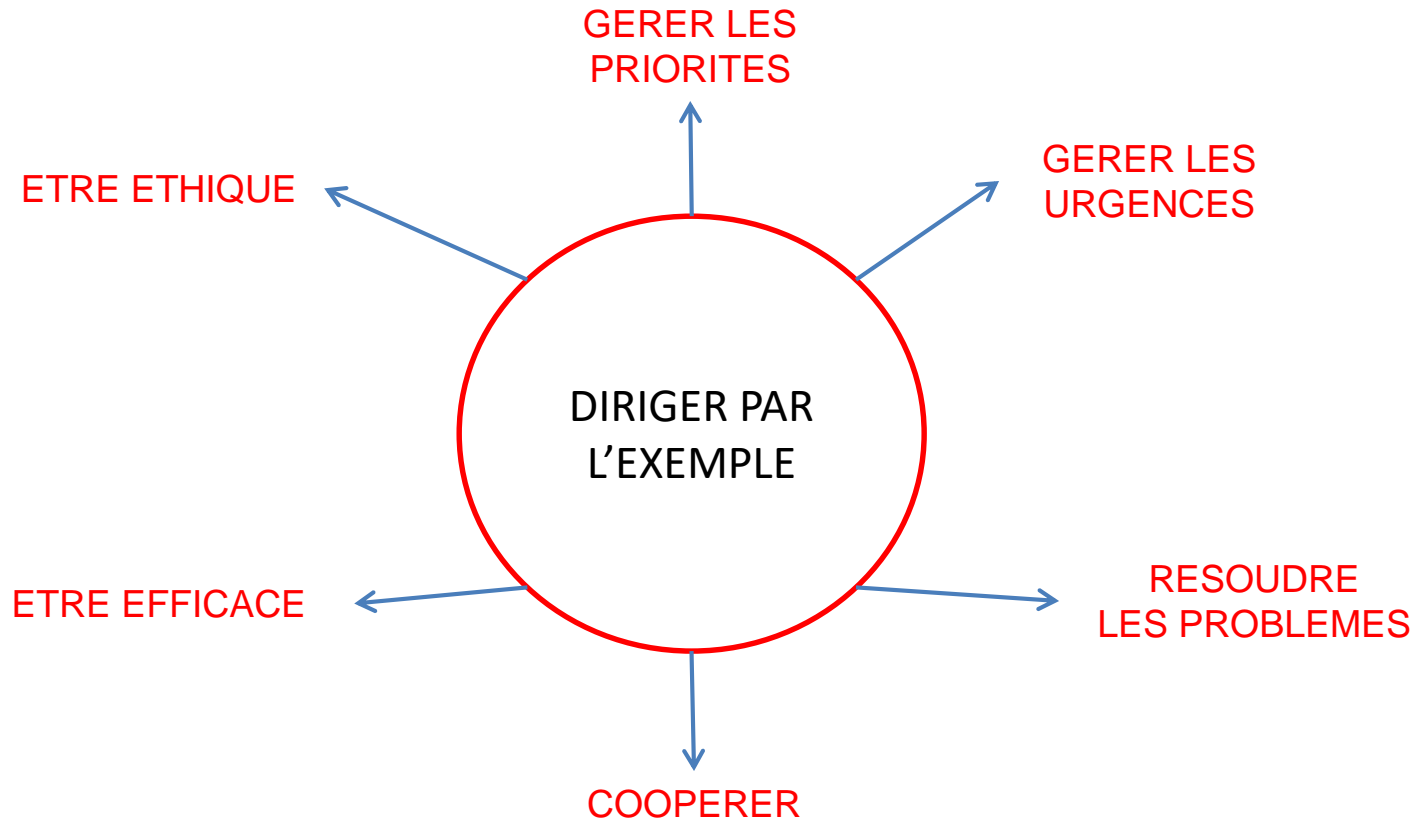 GERER LES
PRIORITES
GERER LES
URGENCES
ETRE ETHIQUE
DIRIGER PAR
L’EXEMPLE
RESOUDRE
LES PROBLEMES
ETRE EFFICACE
COOPERER